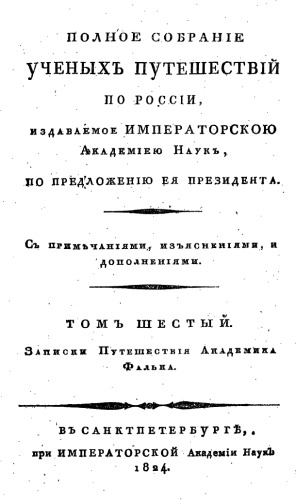 ПОЛНОЕ СОБРАНІЕ
УЧЕНЫХЪ ПУТЕШЕСТВІЙ
ПО РОССІИ,
ИЗДАВАЕМОЕ ИМПЕРАТОРСКОЮ
АКАДЕМІЕЮ НАУКЪ,
ПО ПРЕДЛОЖЕНІЮ ЕЯ ПРЕЗИДЕНТА.
СЪ ПРИМѢЧАНІЯМИ, ИЗЪЯСНЕНІЯМИ, И
ДОПОЛНЕНІЯМИ.
ТОМЪ ШЕСТЫЙ.
ЗАПИСКИ ПУТЕШЕСТВІЯ АКАДЕМИКА
ФАЛЬКА.
ВЪ САНКТПЕТЕРБУРГѢ,
при ИМПЕРАТОРСКОЙ Академіи Наукъ
1824.